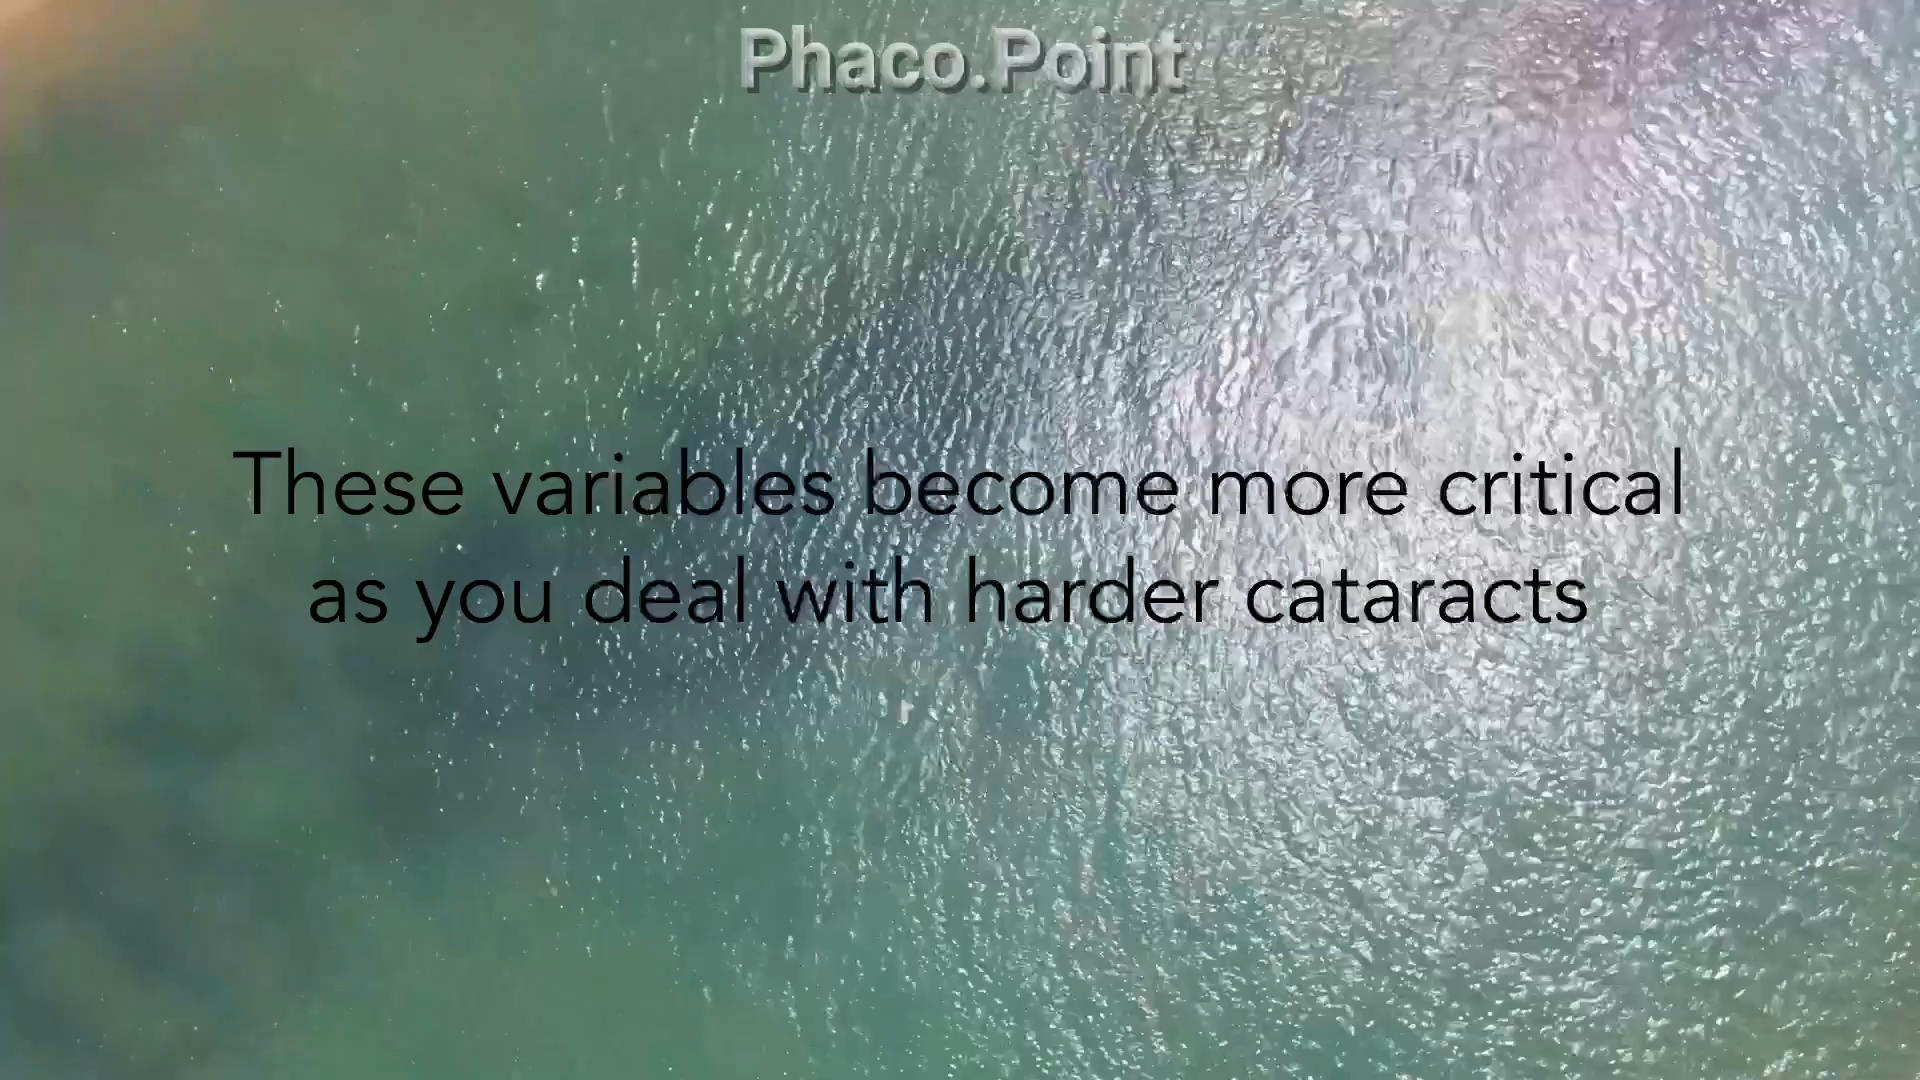 Phaco.Point
These variables become more critical
as you deal with harder cataracts